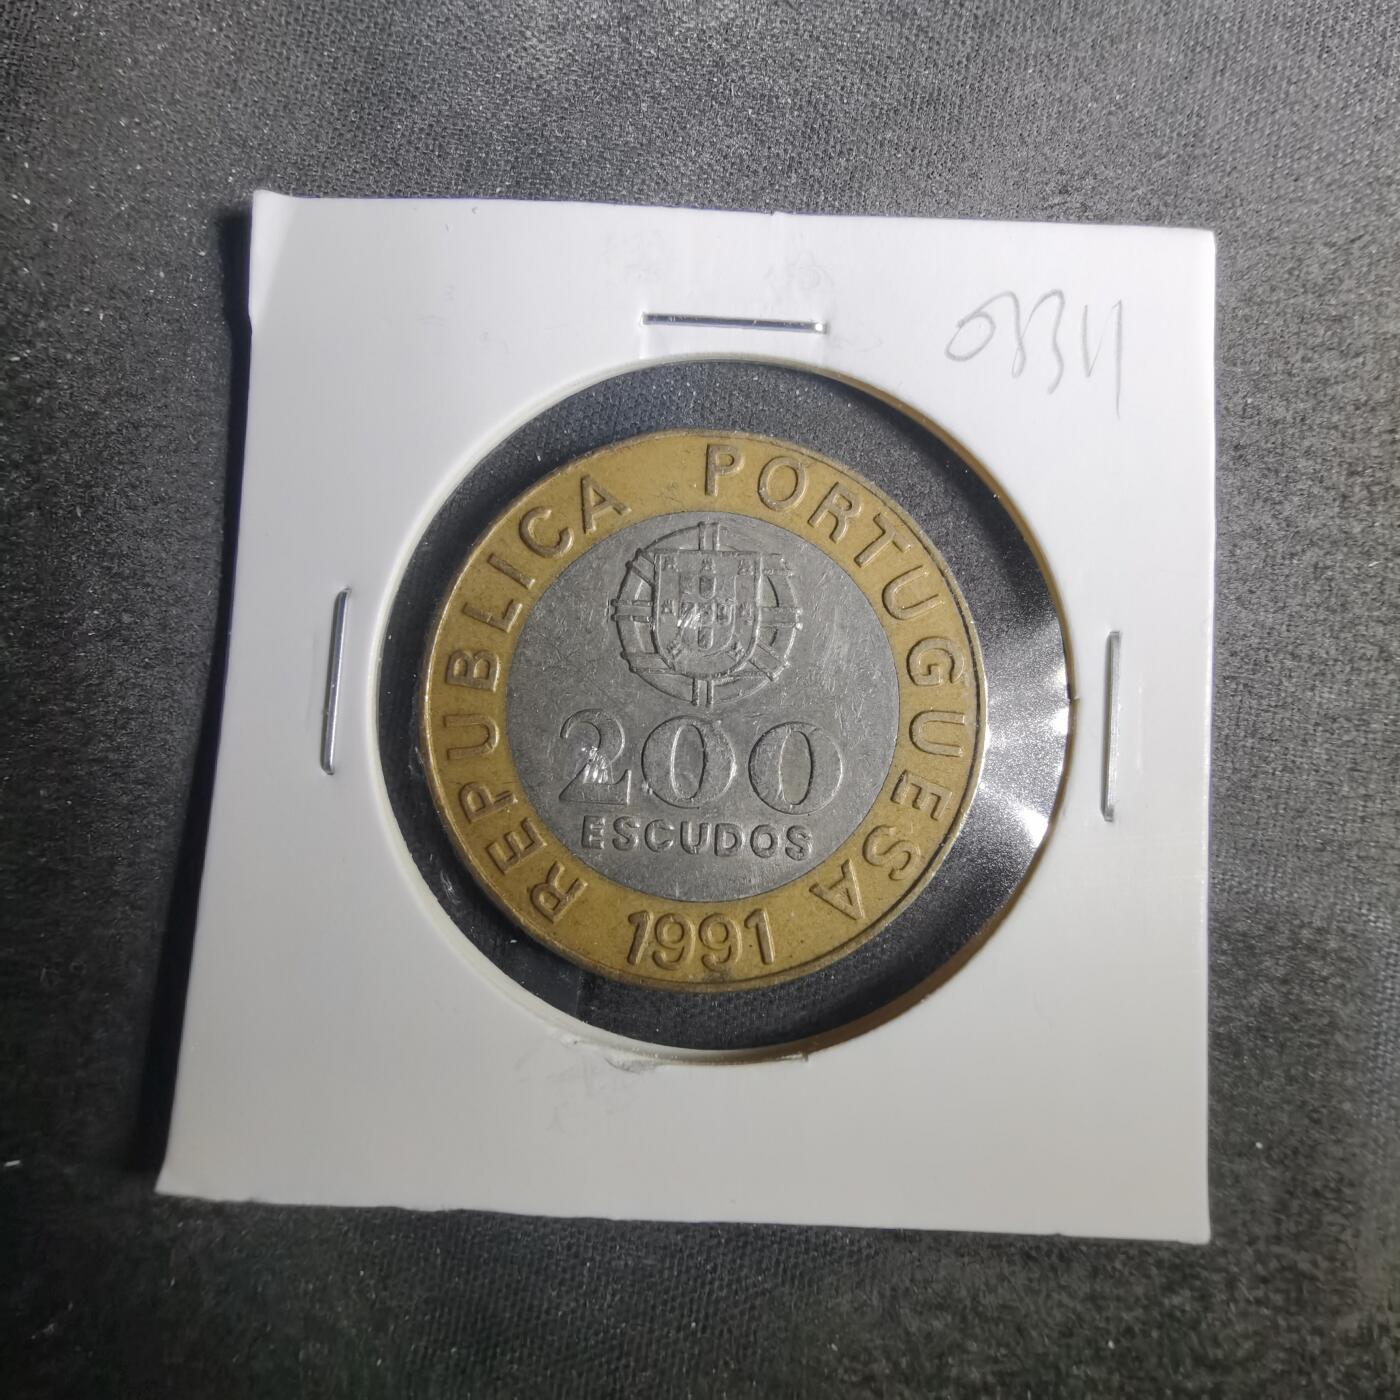 0834
REPUBLICA PORTUGUESA
200
ESCUDOS
1991